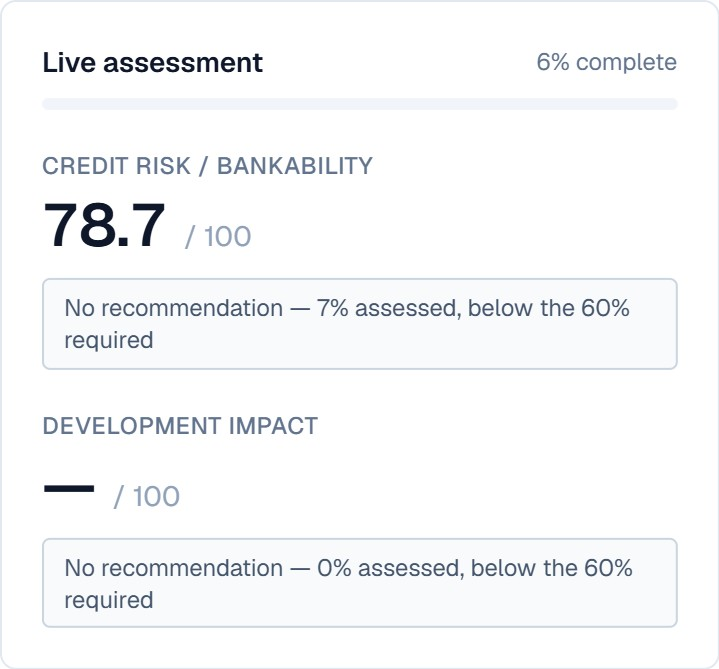 Live assessment 6% complete
CREDIT RISK / BANKABILITY
78.7 / 100
No recommendation — 7% assessed, below the 60%
required
DEVELOPMENT IMPACT
— / 100
No recommendation — 0% assessed, below the 60%
required